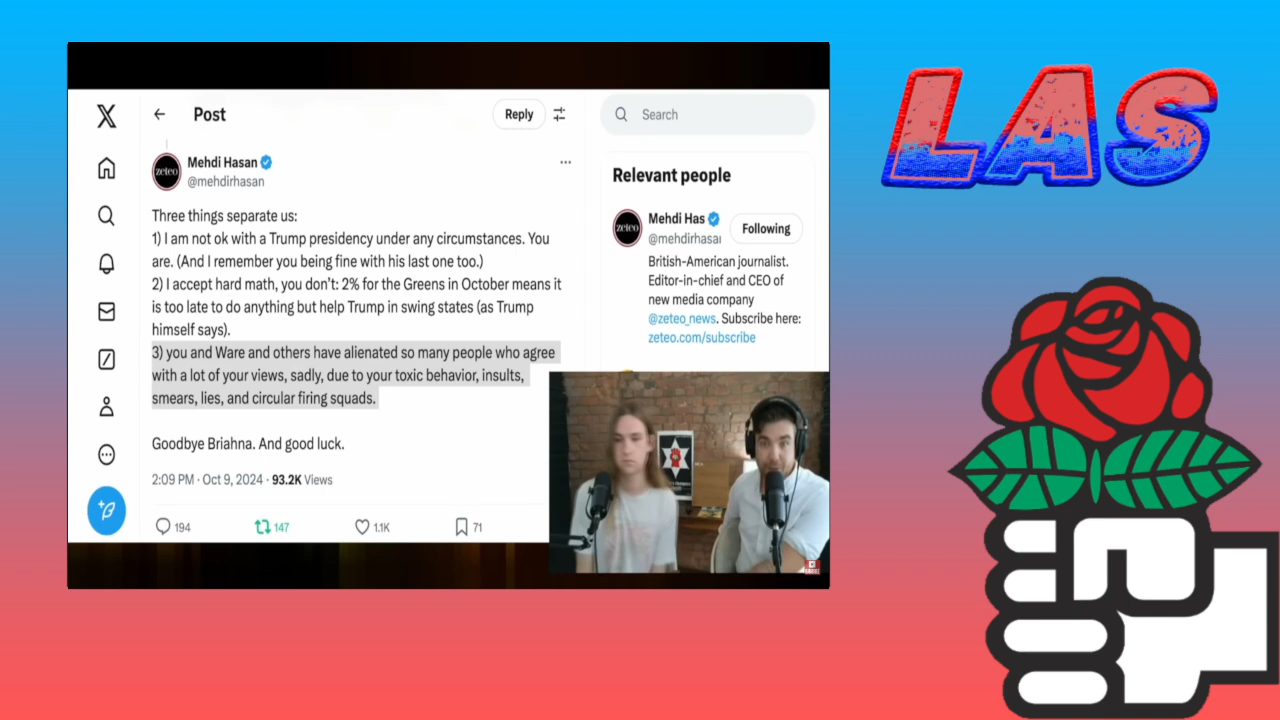 LAS
Post
Reply
Search
zeteo
Mehdi Hasan
@mehdirhasan
Three things separate us:
1) I am not ok with a Trump presidency under any circumstances. You
are. (And I remember you being fine with his last one too.)
2) I accept hard math, you don't: 2% for the Greens in October means it
is too late to do anything but help Trump in swing states (as Trump
himself says).
3) you and Ware and others have alienated so many people who agree
with a lot of your views, sadly, due to your toxic behavior, insults,
smears, lies, and circular firing squads.
Goodbye Briahna. And good luck.
2:09 PM · Oct 9, 2024 · 93.2K Views
194
147
1.1K
71
Relevant people
zeteo
Mehdi Has
@mehdirhasa
Following
British-American journalist.
Editor-in-chief and CEO of
new media company
@zeteo_news. Subscribe here:
zeteo.com/subscribe